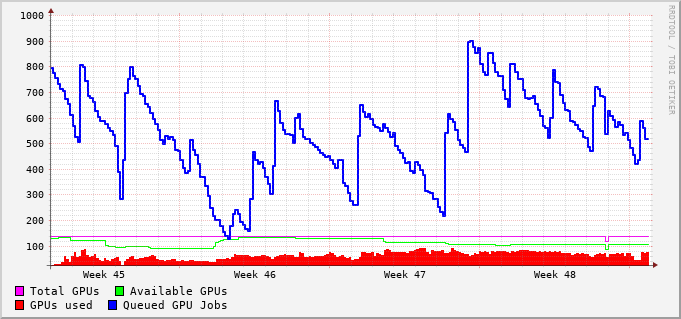 1000
900
800
700
600
500
400
300
200
100
Week 45 Week 46 Week 47 Week 48
Total GPUs Available GPUs
GPUs used Queued GPU Jobs
RRDTOOL / TOBI OETIKER